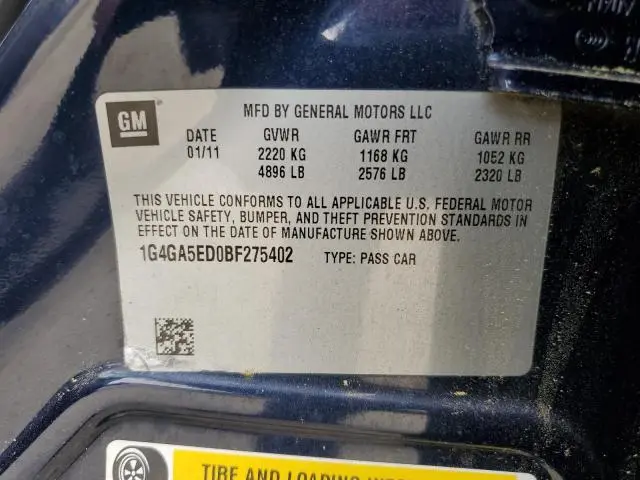 GM
MFD BY GENERAL MOTORS LLC
DATE GVWR GAWR FRT GAWR RR
01/11 2220 KG 1168 KG 1052 KG
4896 LB 2576 LB 2320 LB
THIS VEHICLE CONFORMS TO ALL APPLICABLE U.S. FEDERAL MOTOR
VEHICLE SAFETY, BUMPER, AND THEFT PREVENTION STANDARDS IN
EFFECT ON THE DATE OF MANUFACTURE SHOWN ABOVE.
1G4GA5ED0BF275402 TYPE: PASS CAR
TIRE AND LOADING